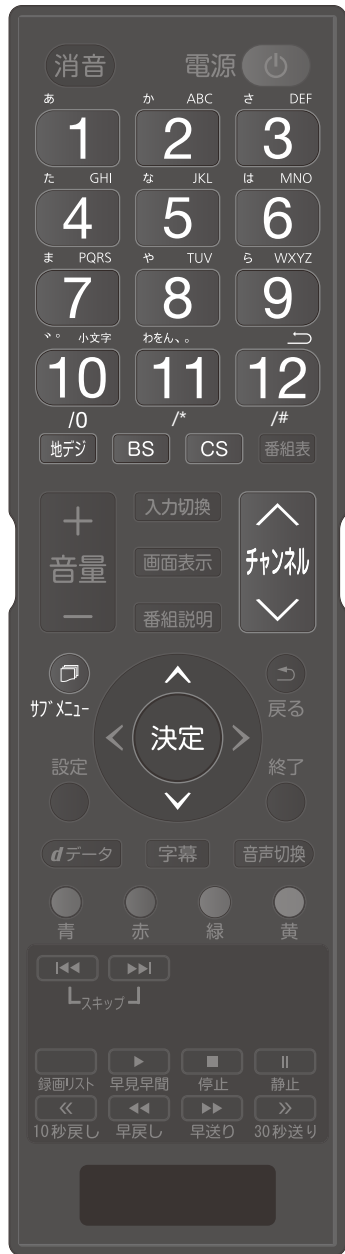 消音 電源
あ か ABC さ DEF
1 2 3
た GHI な JKL は MNO
4 5 6
ま PQRS や TUV ら WXYZ
7 8 9
゛゜ 小文字 わをん、。
10 11 12
/0 /* /#
地デジ BS CS 番組表
入力切換
+ 音量 − 画面表示 チャンネル
番組説明
サブメニュー 戻る
決定
設定 終了
dデータ 字幕 音声切換
青 赤 緑 黄
スキップ
録画リスト 早見早聞 停止 静止
10秒戻し 早戻し 早送り 30秒送り